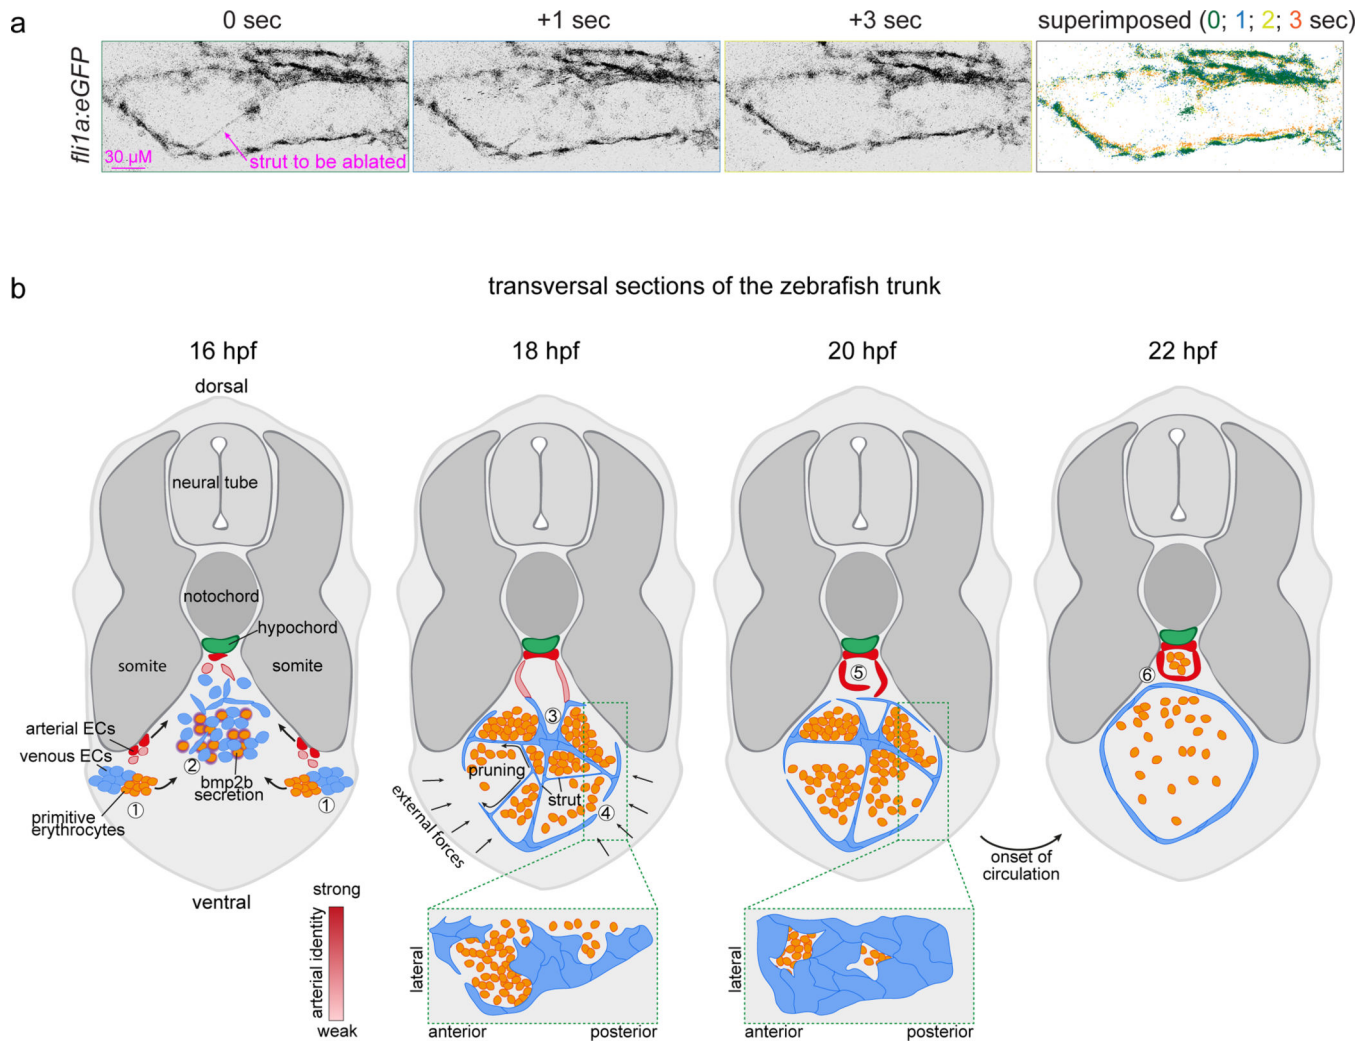 a
0 sec
+1 sec
+3 sec
superimposed (0; 1; 2; 3 sec)
fli1a:eGFP
30 µM
strut to be ablated
b
transversal sections of the zebrafish trunk
16 hpf
18 hpf
20 hpf
22 hpf
dorsal
neural tube
notochord
hypochord
somite
somite
arterial ECs
venous ECs
primitive
erythrocytes
1
2
bmp2b
secretion
1
ventral
3
pruning
strut
4
external forces
5
onset of
circulation
6
strong
arterial identity
weak
lateral
anterior
posterior
lateral
anterior
posterior